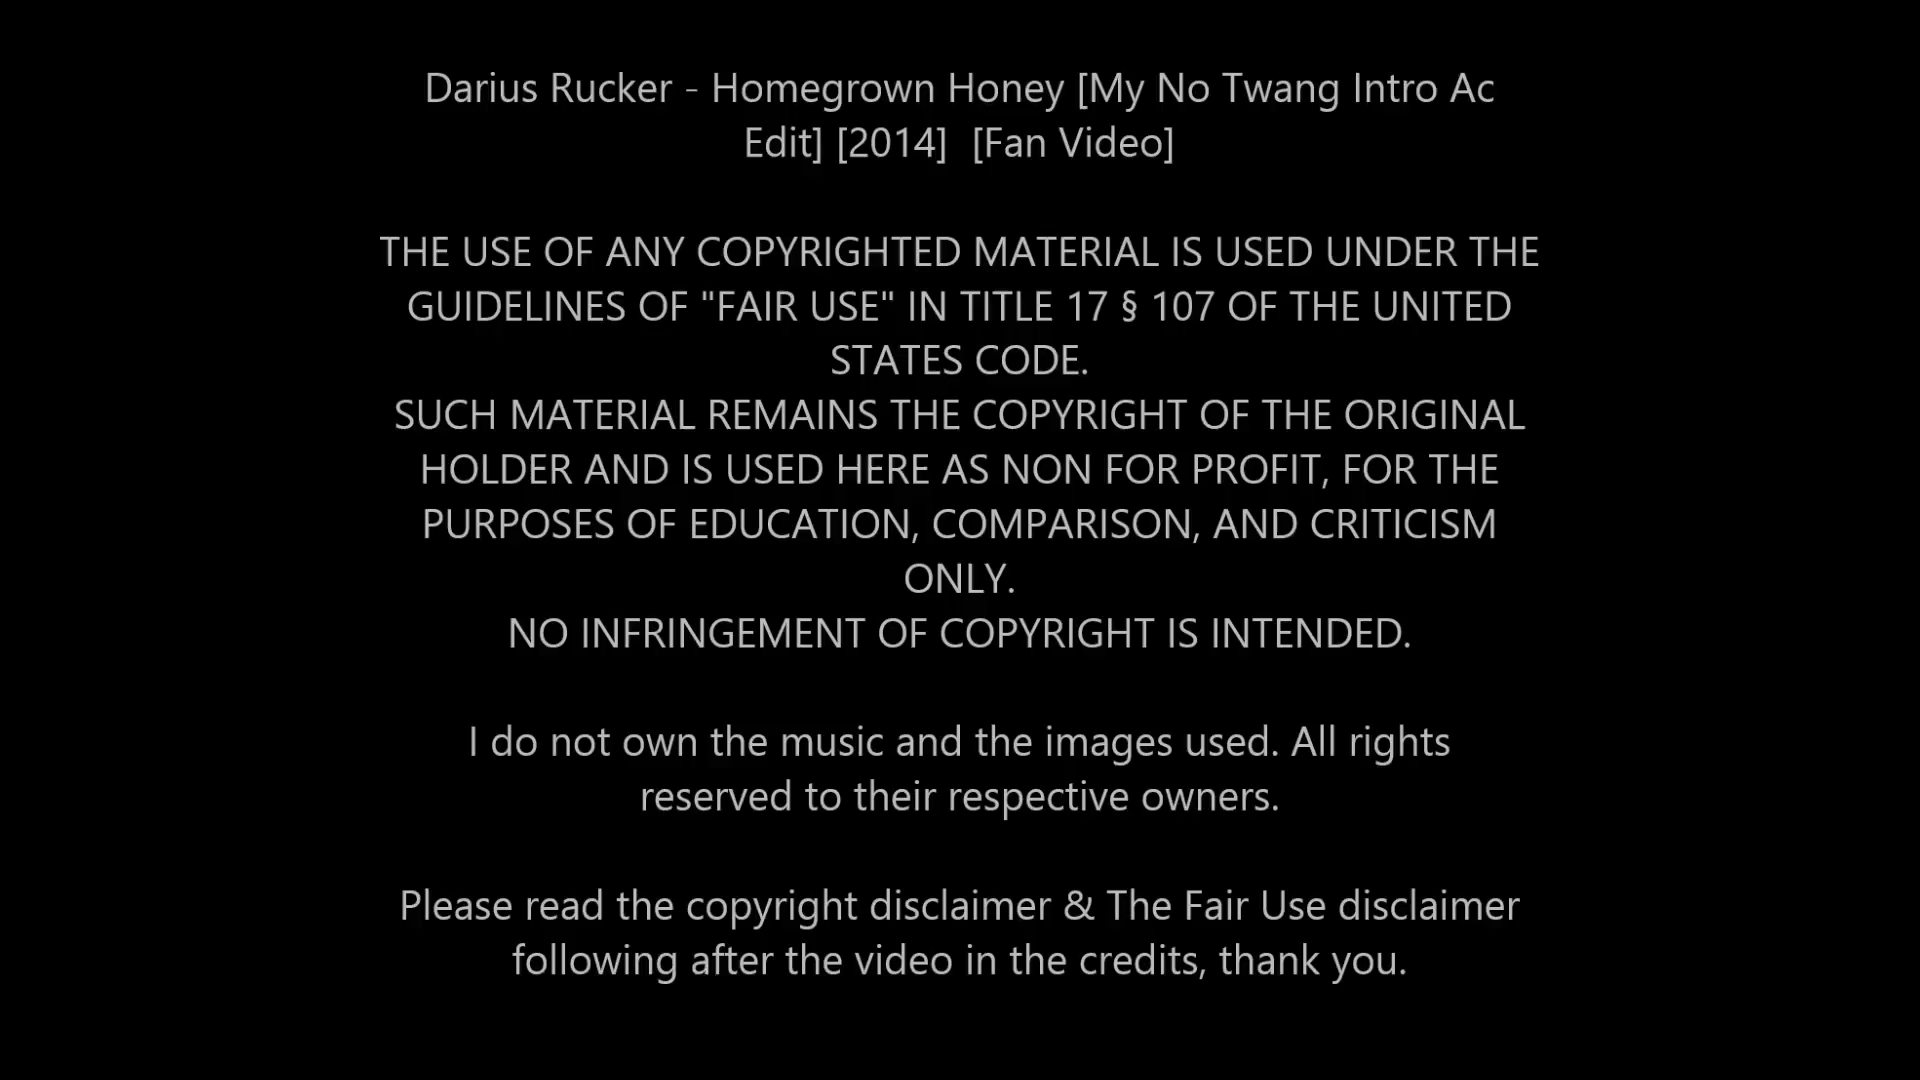 Darius Rucker - Homegrown Honey [My No Twang Intro Ac
Edit] [2014]  [Fan Video]
THE USE OF ANY COPYRIGHTED MATERIAL IS USED UNDER THE
GUIDELINES OF "FAIR USE" IN TITLE 17 § 107 OF THE UNITED
STATES CODE.
SUCH MATERIAL REMAINS THE COPYRIGHT OF THE ORIGINAL
HOLDER AND IS USED HERE AS NON FOR PROFIT, FOR THE
PURPOSES OF EDUCATION, COMPARISON, AND CRITICISM
ONLY.
NO INFRINGEMENT OF COPYRIGHT IS INTENDED.
I do not own the music and the images used. All rights
reserved to their respective owners.
Please read the copyright disclaimer & The Fair Use disclaimer
following after the video in the credits, thank you.